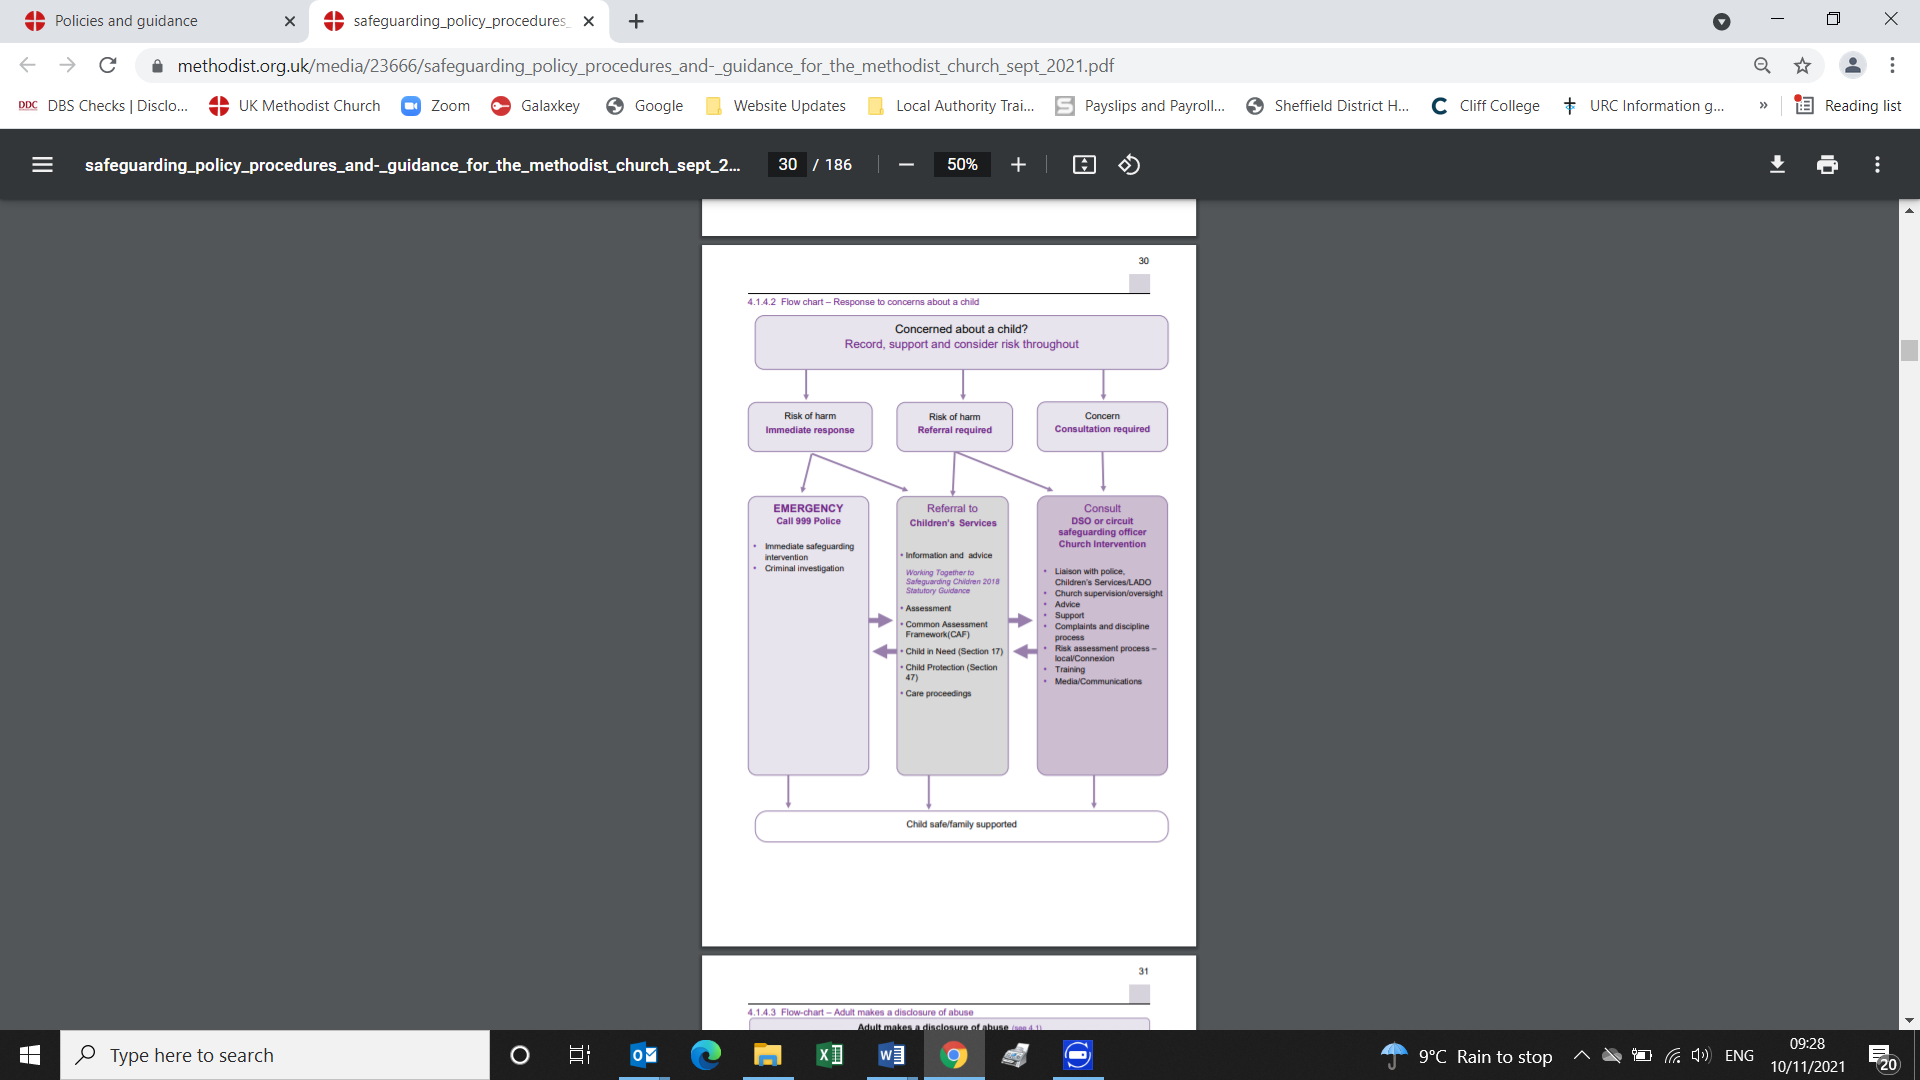 Policies and guidance
safeguarding_policy_procedures_
methodist.org.uk/media/23666/safeguarding_policy_procedures_and-_guidance_for_the_methodist_church_sept_2021.pdf
DDC DBS Checks | Disclo...
UK Methodist Church
Zoom
Galaxkey
Google
Website Updates
Local Authority Trai...
Payslips and Payroll...
Sheffield District H...
Cliff College
URC Information g...
»
Reading list
safeguarding_policy_procedures_and-_guidance_for_the_methodist_church_sept_2...
30 / 186
50%
30
4.1.4.2 Flow chart – Response to concerns about a child
Concerned about a child?
Record, support and consider risk throughout
Risk of harm
Immediate response
Risk of harm
Referral required
Concern
Consultation required
EMERGENCY
Call 999 Police
• Immediate safeguarding
intervention
• Criminal investigation
Referral to
Children's Services
• Information and advice
Working Together to
Safeguarding Children 2018
Statutory Guidance
• Assessment
• Common Assessment
Framework(CAF)
• Child in Need (Section 17)
• Child Protection (Section
47)
• Care proceedings
Consult
DSO or circuit
safeguarding officer
Church Intervention
• Liaison with police,
Children's Services/LADO
• Church supervision/oversight
• Advice
• Support
• Complaints and discipline
process
• Risk assessment process –
local/Connexion
• Training
• Media/Communications
Child safe/family supported
31
4.1.4.3 Flow-chart – Adult makes a disclosure of abuse
Adult makes a disclosure of abuse (see 4.1)
Type here to search
9°C Rain to stop
ENG
09:28
10/11/2021
20